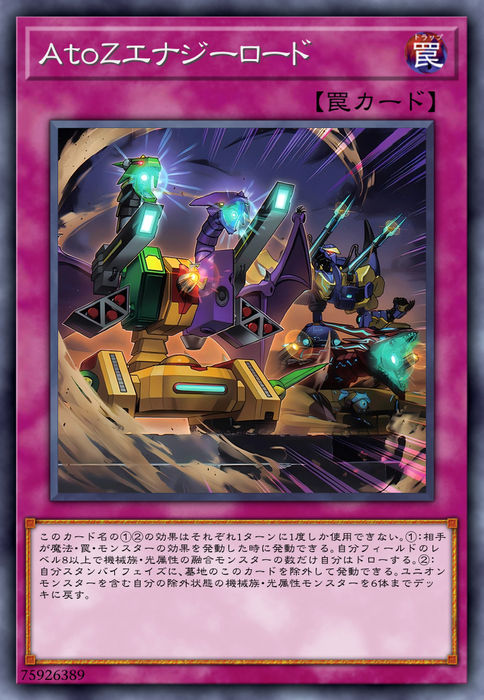 AtoZエナジーロード
トラップ
罠
【罠カード】
このカード名の①②の効果はそれぞれ1ターンに1度しか使用できない。①:相手
が魔法・罠・モンスターの効果を発動した時に発動できる。自分フィールドのレ
ベル8以上で機械族・光属性の融合モンスターの数だけ自分はドローする。②:
自分スタンバイフェイズに、墓地のこのカードを除外して発動できる。ユニオン
モンスターを含む自分の除外状態の機械族・光属性モンスターを6体までデッ
キに戻す。
75926389